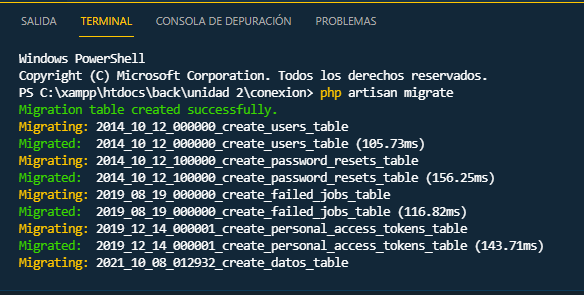 SALIDA TERMINAL CONSOLA DE DEPURACIÓN PROBLEMAS
Windows PowerShell
Copyright (C) Microsoft Corporation. Todos los derechos reservados.
PS C:\xampp\htdocs\back\unidad 2\conexion> php artisan migrate
Migration table created successfully.
Migrating: 2014_10_12_000000_create_users_table
Migrated:  2014_10_12_000000_create_users_table (105.73ms)
Migrating: 2014_10_12_100000_create_password_resets_table
Migrated:  2014_10_12_100000_create_password_resets_table (156.25ms)
Migrating: 2019_08_19_000000_create_failed_jobs_table
Migrated:  2019_08_19_000000_create_failed_jobs_table (116.82ms)
Migrating: 2019_12_14_000001_create_personal_access_tokens_table
Migrated:  2019_12_14_000001_create_personal_access_tokens_table (143.71ms)
Migrating: 2021_10_08_012932_create_datos_table